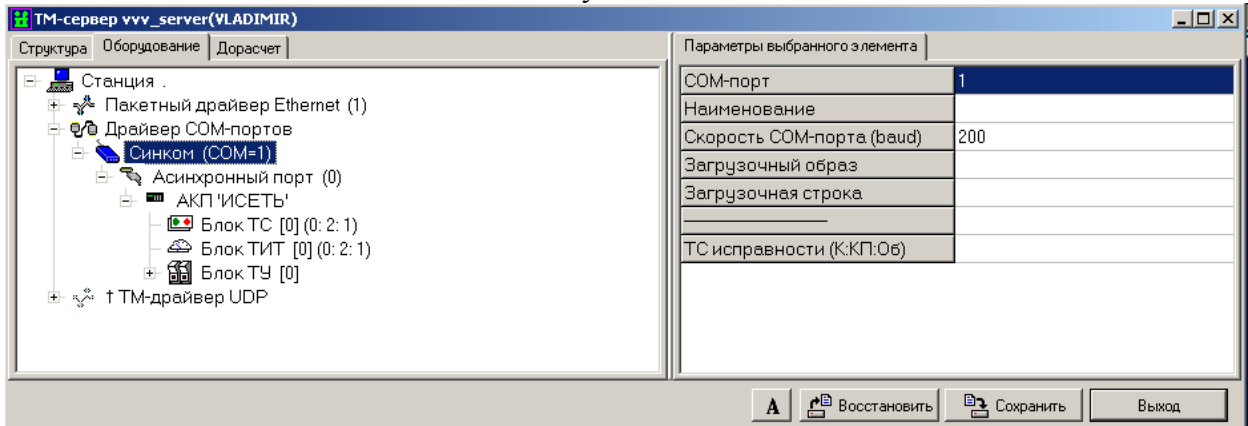 ТМ-сервер vvv_server(VLADIMIR)
Структура Оборудование Дорасчет
Станция .
Пакетный драйвер Ethernet (1)
Драйвер COM-портов
Синком (COM=1)
Асинхронный порт (0)
АКП 'ИСЕТЬ'
Блок ТС [0] (0: 2: 1)
Блок ТИТ [0] (0: 2: 1)
Блок ТУ [0]
† ТМ-драйвер UDP
Параметры выбранного элемента
COM-порт 1
Наименование
Скорость COM-порта (baud) 200
Загрузочный образ
Загрузочная строка
ТС исправности (К:КП:Об)
A Восстановить Сохранить Выход